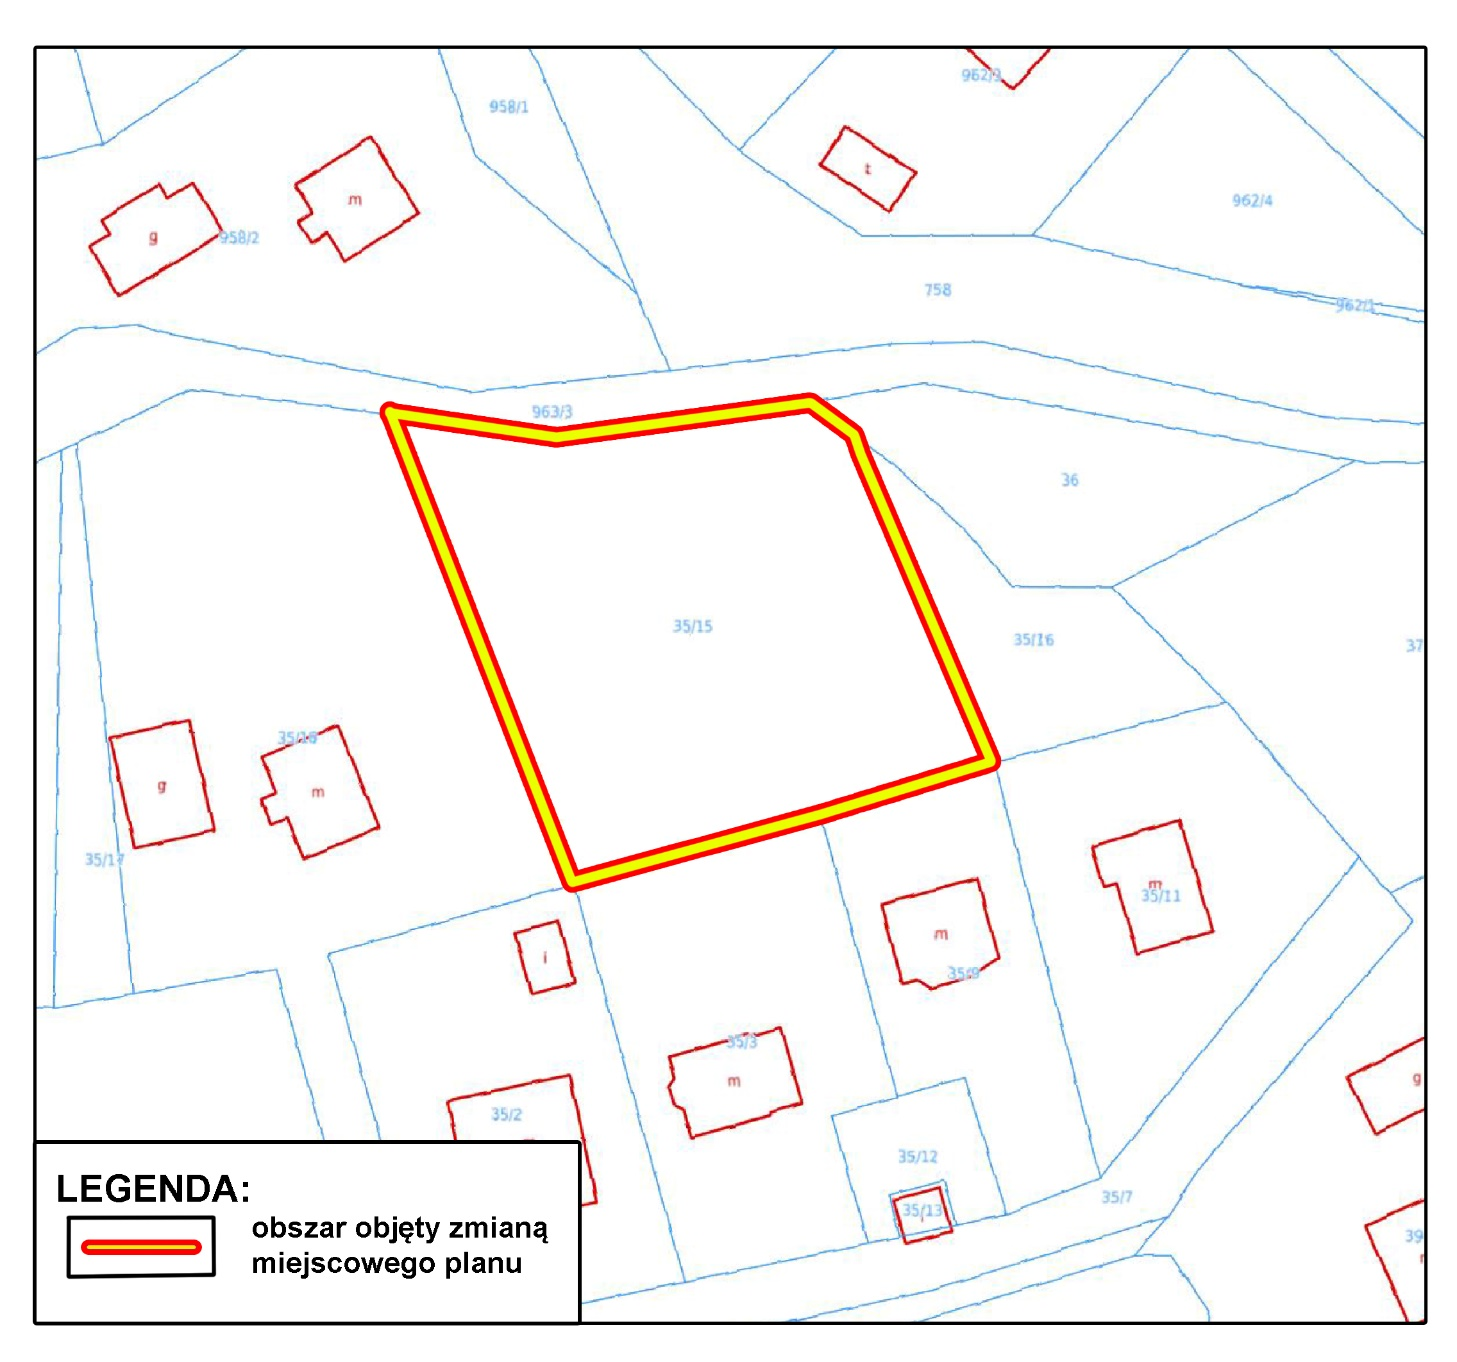 962/3
958/1
t
m
962/4
g
958/2
758
962/1
963/3
36
35/15
35/16
37
35/18
g
m
35/17
m
35/11
m
35/9
i
35/3
m
g
35/2
35/12
35/7
35/13
39
LEGENDA:
obszar objęty zmianą
miejscowego planu